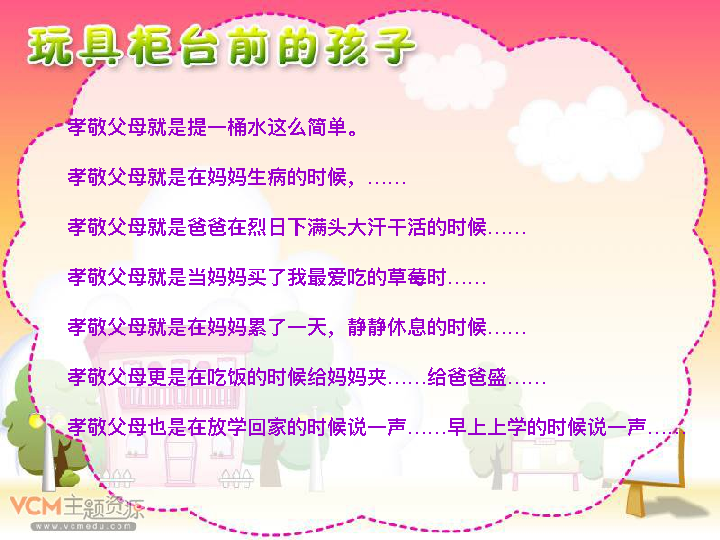 玩具柜台前的孩子
孝敬父母就是提一桶水这么简单。
孝敬父母就是在妈妈生病的时候，……
孝敬父母就是爸爸在烈日下满头大汗干活的时候……
孝敬父母就是当妈妈买了我最爱吃的草莓时……
孝敬父母就是在妈妈累了一天，静静休息的时候……
孝敬父母更是在吃饭的时候给妈妈夹……给爸爸盛……
孝敬父母也是在放学回家的时候说一声……早上上学的时候说一声……
VCM主题资源
www.vcmedu.com